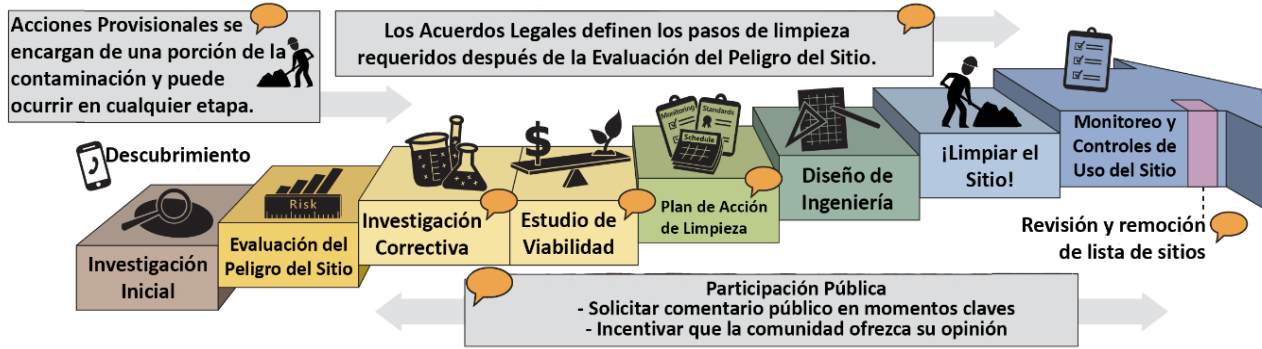 Acciones Provisionales se
encargan de una porción de la
contaminación y puede
ocurrir en cualquier etapa.
Los Acuerdos Legales definen los pasos de limpieza
requeridos después de la Evaluación del Peligro del Sitio.
Descubrimiento
Investigación
Inicial
Risk
Evaluación del
Peligro del Sitio
Investigación
Correctiva
$
Estudio de
Viabilidad
Monitoring
Standards
Schedule
Plan de Acción
de Limpieza
Diseño de
Ingeniería
¡Limpiar el
Sitio!
Monitoreo y
Controles de
Uso del Sitio
Revisión y remoción
de lista de sitios
Participación Pública
- Solicitar comentario público en momentos claves
- Incentivar que la comunidad ofrezca su opinión